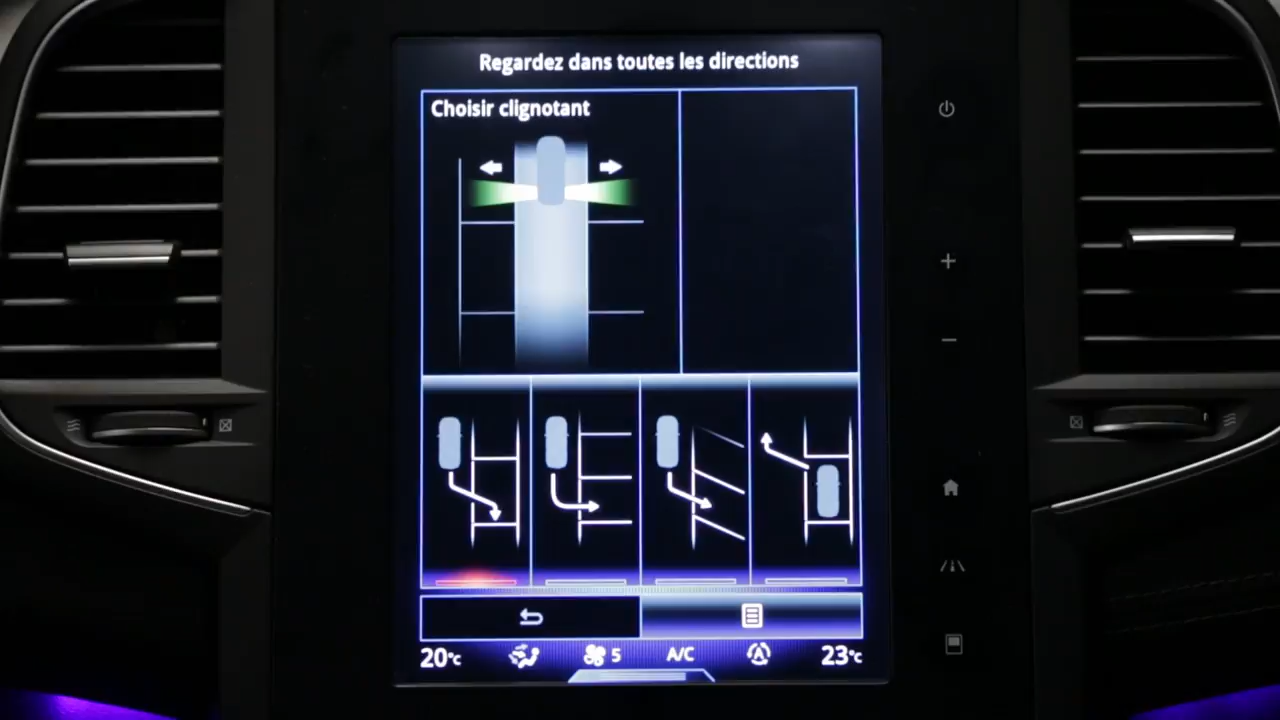 Regardez dans toutes les directions
Choisir clignotant
20°C
5
A/C
23°C